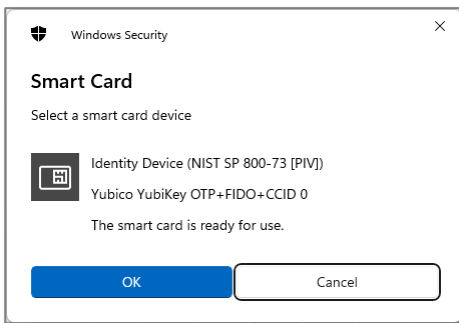 Windows Security
Smart Card
Select a smart card device
Identity Device (NIST SP 800-73 [PIV])
Yubico YubiKey OTP+FIDO+CCID 0
The smart card is ready for use.
OK
Cancel